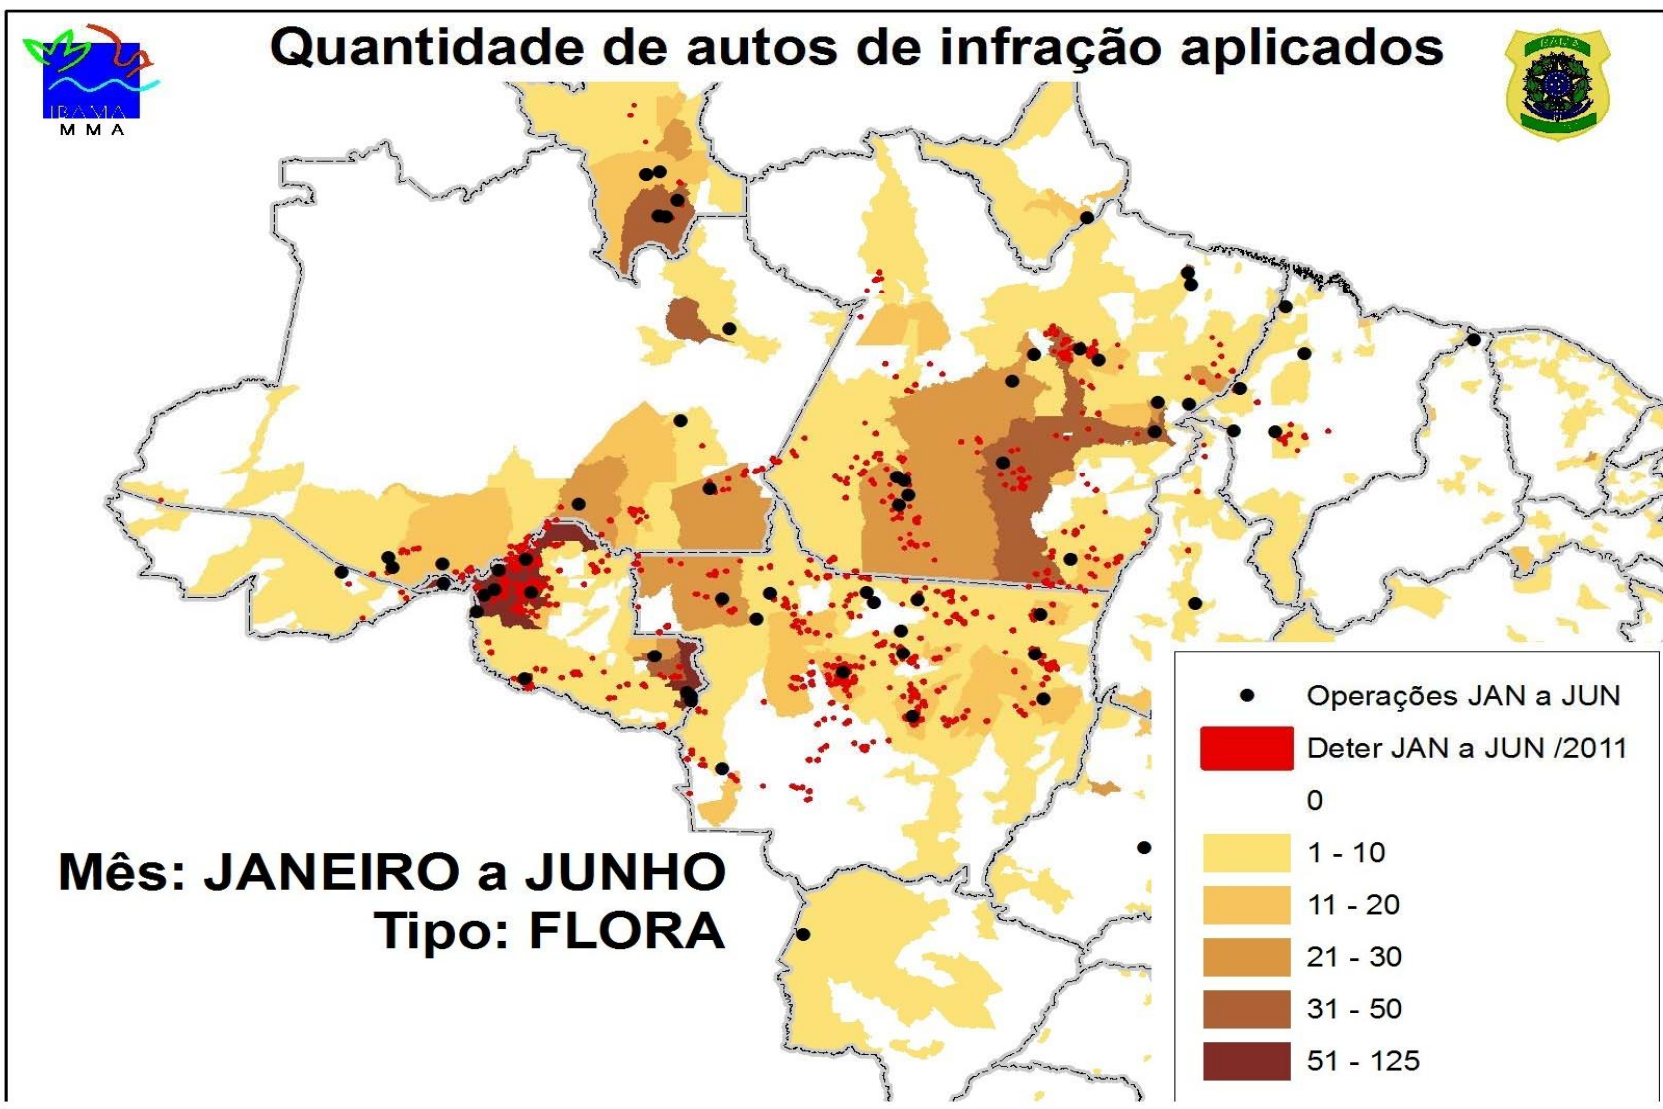 Quantidade de autos de infração aplicados
IBAMA
M M A
IBAMA
Operações JAN a JUN
Deter JAN a JUN /2011
0
1 - 10
11 - 20
21 - 30
31 - 50
51 - 125
Mês: JANEIRO a JUNHO
Tipo: FLORA